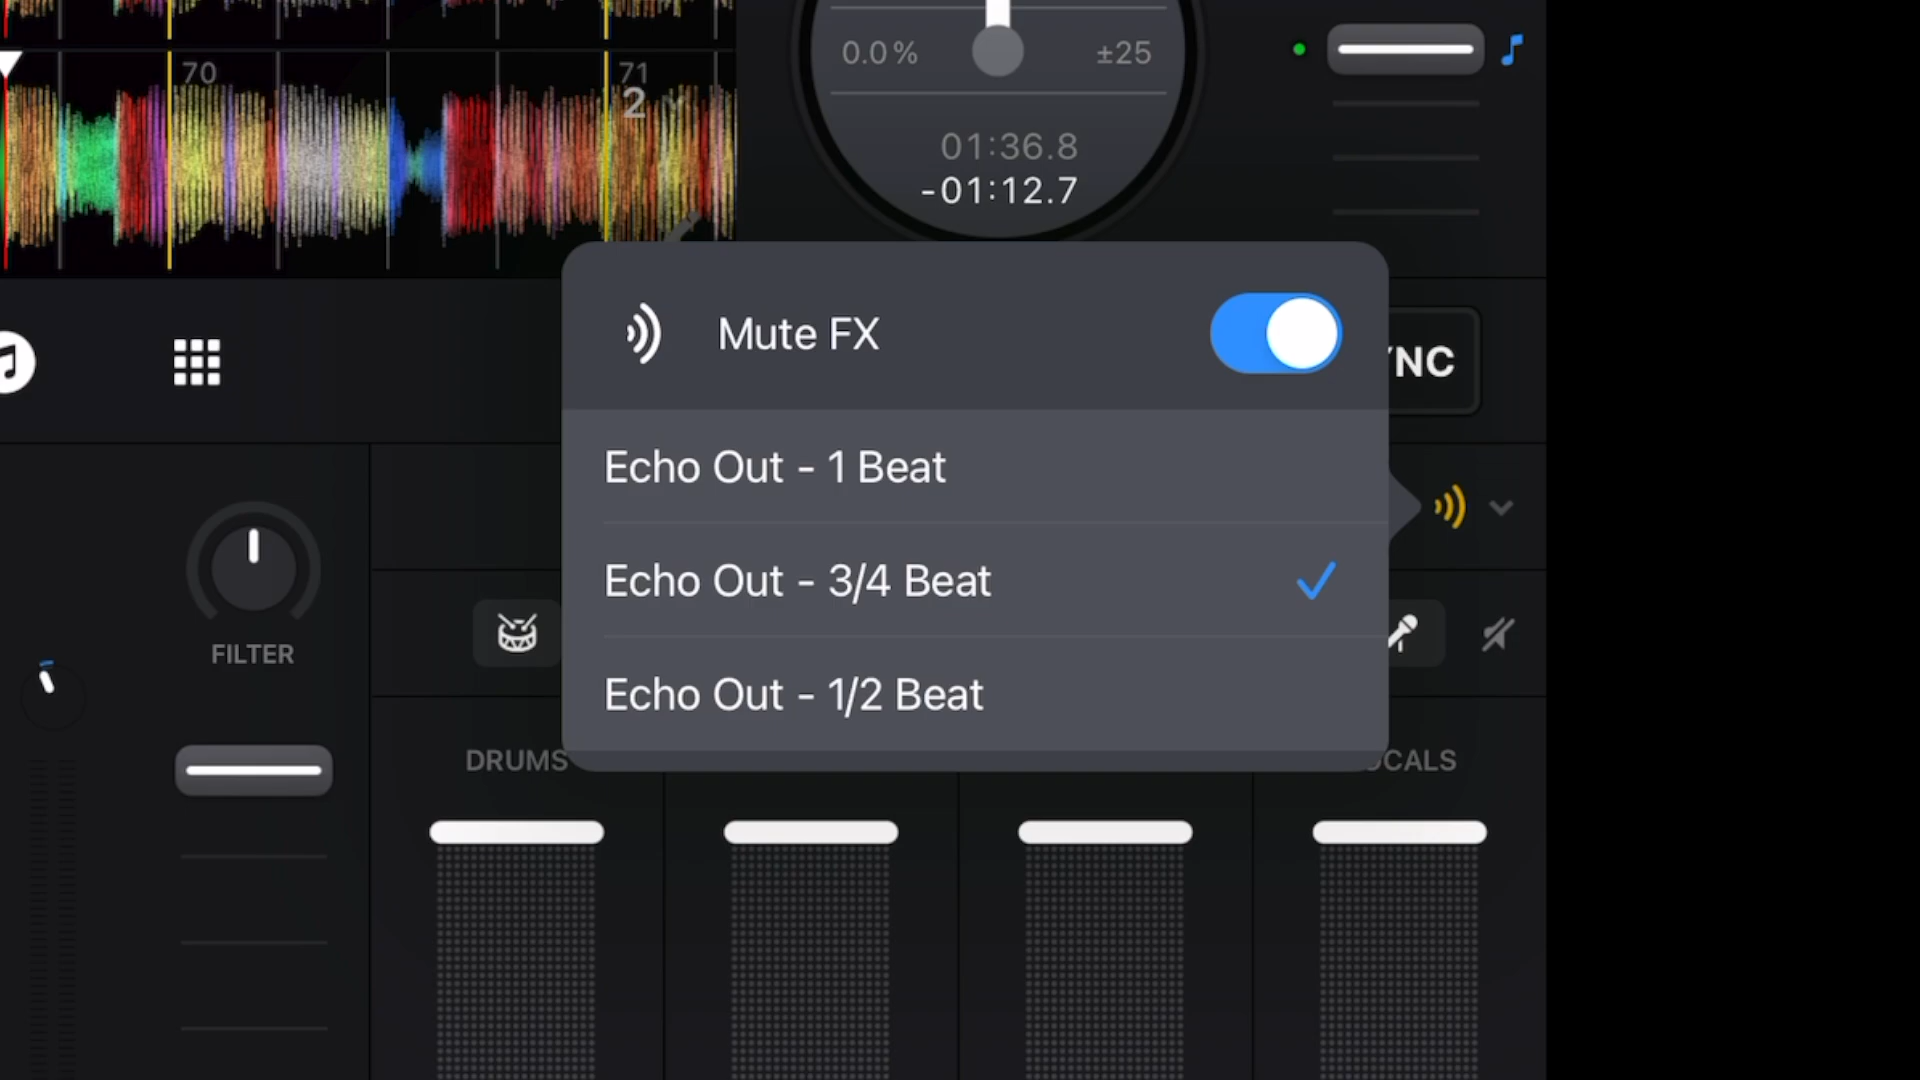 70
71
2
0.0%
±25
01:36.8
-01:12.7
Mute FX
Echo Out - 1 Beat
Echo Out - 3/4 Beat
Echo Out - 1/2 Beat
NC
FILTER
DRUMS
OCALS